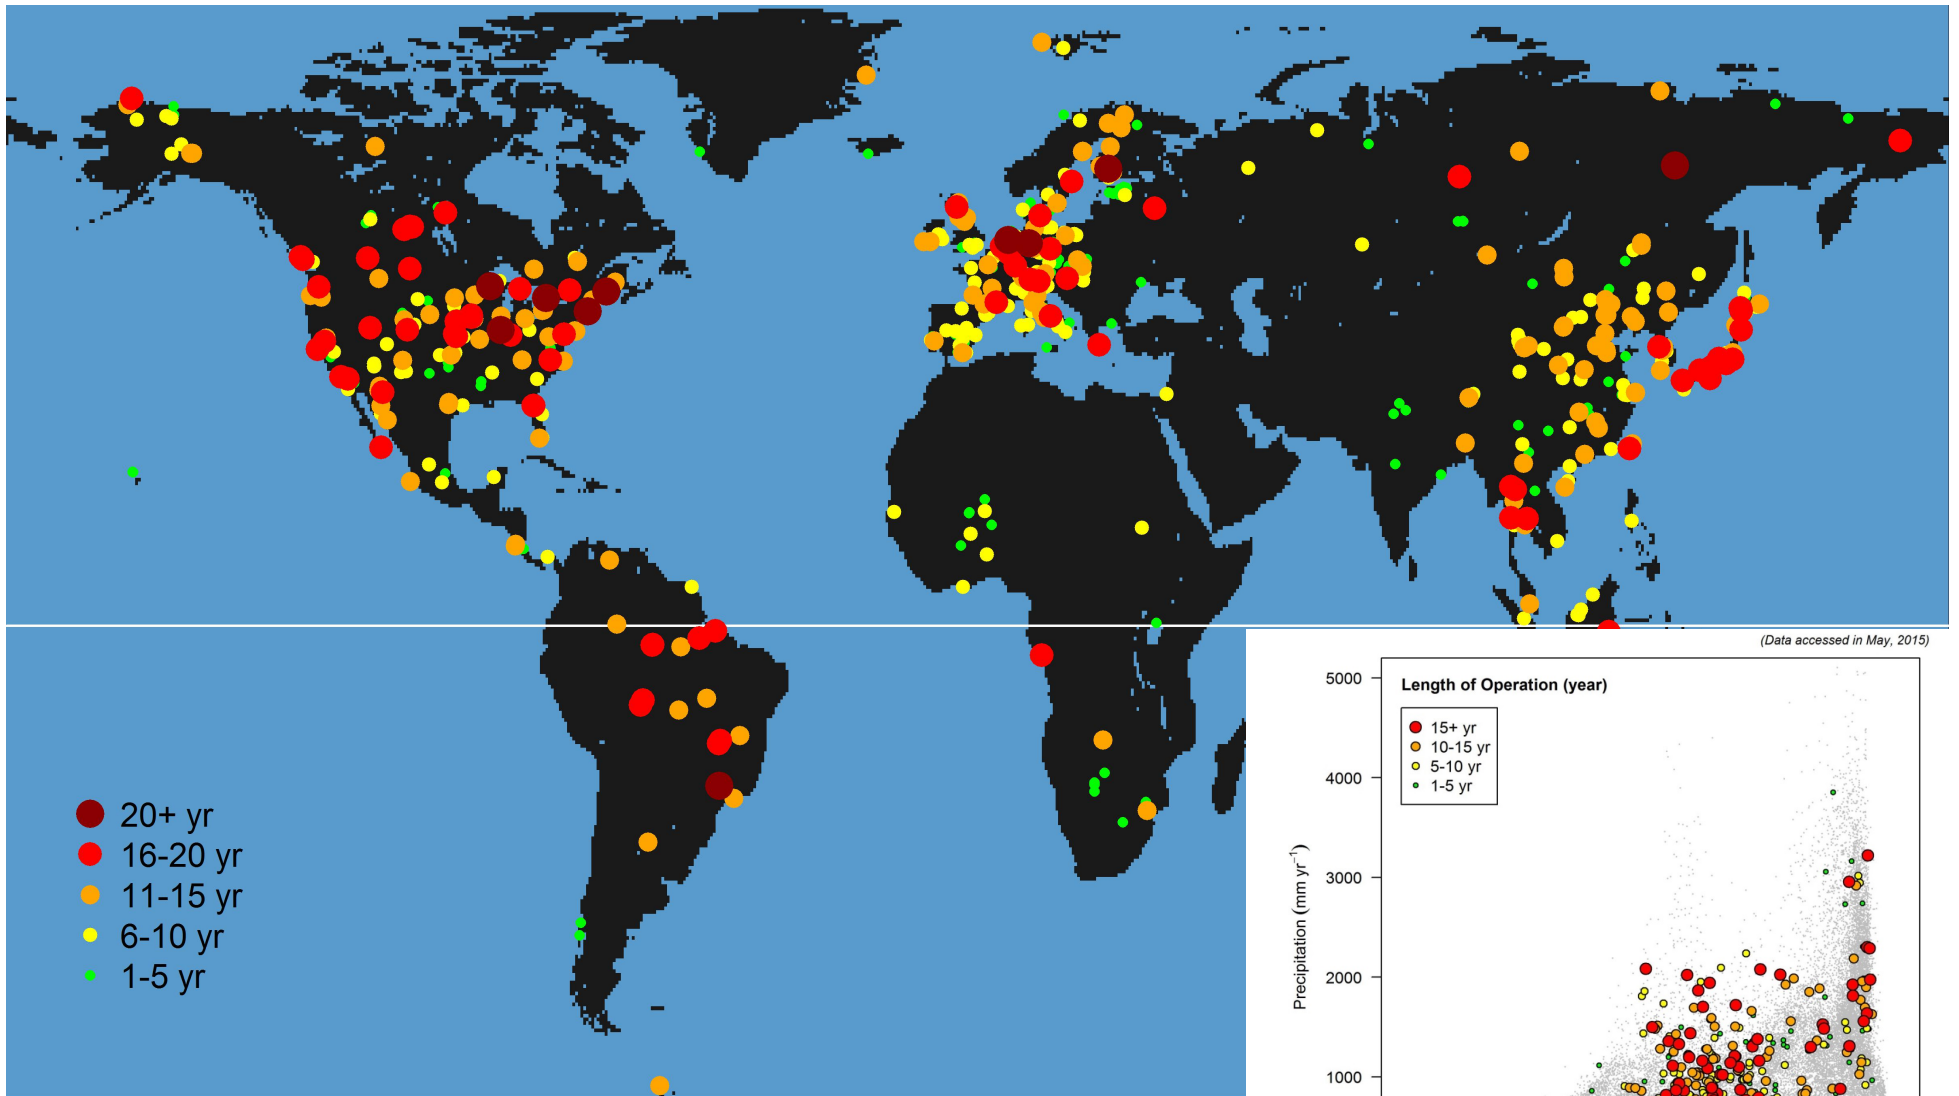 20+ yr
16-20 yr
11-15 yr
6-10 yr
1-5 yr
(Data accessed in May, 2015)
Length of Operation (year)
15+ yr
10-15 yr
5-10 yr
1-5 yr
5000
4000
3000
2000
1000
Precipitation (mm yr⁻¹)